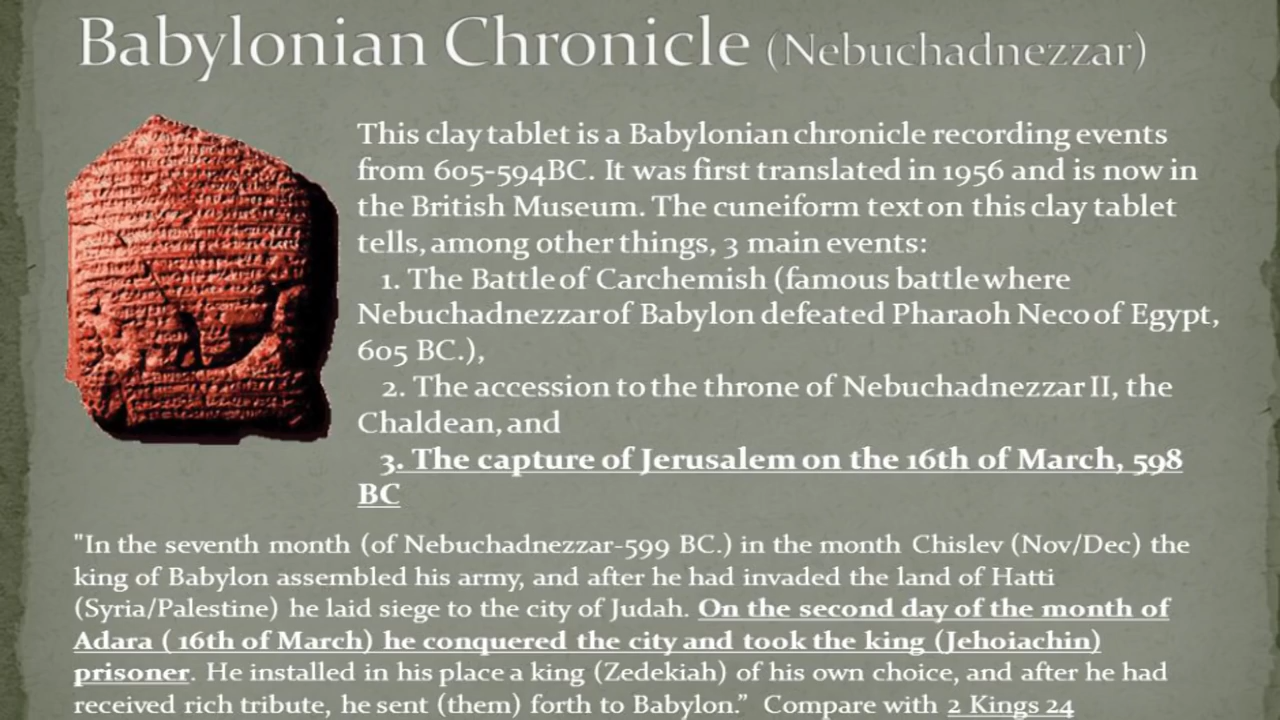 Babylonian Chronicle (Nebuchadnezzar)
This clay tablet is a Babylonian chronicle recording events
from 605-594BC. It was first translated in 1956 and is now in
the British Museum. The cuneiform text on this clay tablet
tells, among other things, 3 main events:
1. The Battle of Carchemish (famous battle where
Nebuchadnezzar of Babylon defeated Pharaoh Neco of Egypt,
605 BC.),
2. The accession to the throne of Nebuchadnezzar II, the
Chaldean, and
3. The capture of Jerusalem on the 16th of March, 598
BC
"In the seventh month (of Nebuchadnezzar-599 BC.) in the month Chislev (Nov/Dec) the
king of Babylon assembled his army, and after he had invaded the land of Hatti
(Syria/Palestine) he laid siege to the city of Judah. On the second day of the month of
Adara ( 16th of March) he conquered the city and took the king (Jehoiachin)
prisoner. He installed in his place a king (Zedekiah) of his own choice, and after he had
received rich tribute, he sent (them) forth to Babylon.” Compare with 2 Kings 24